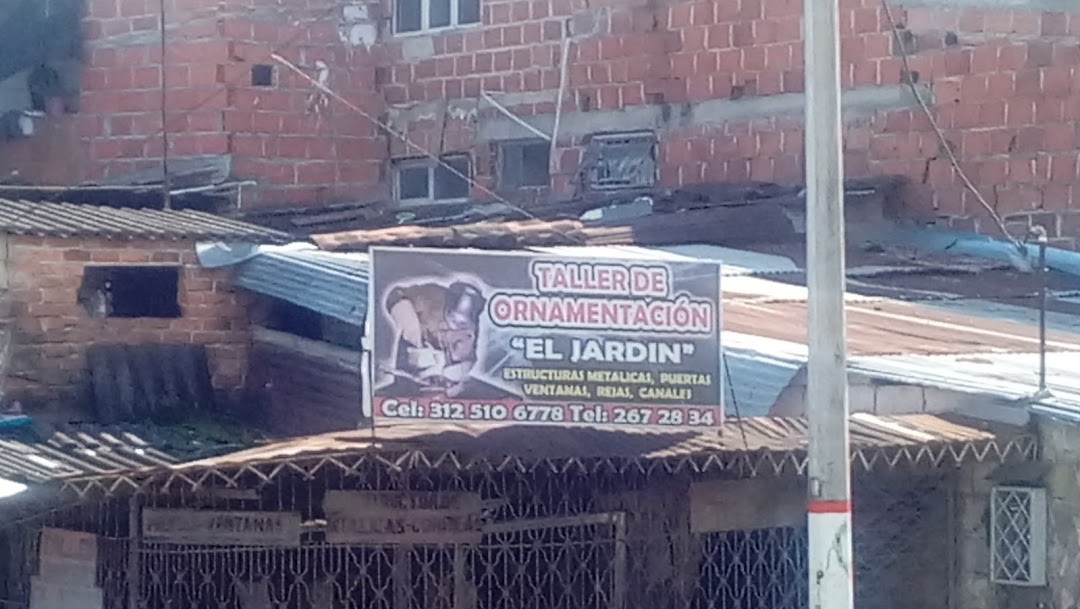 TALLER DE
ORNAMENTACIÓN
"EL JARDIN"
ESTRUCTURAS METALICAS, PUERTAS
VENTANAS, REJAS, CANALES
Cel: 312 510 6778 Tel: 267 28 34
VENTANAS